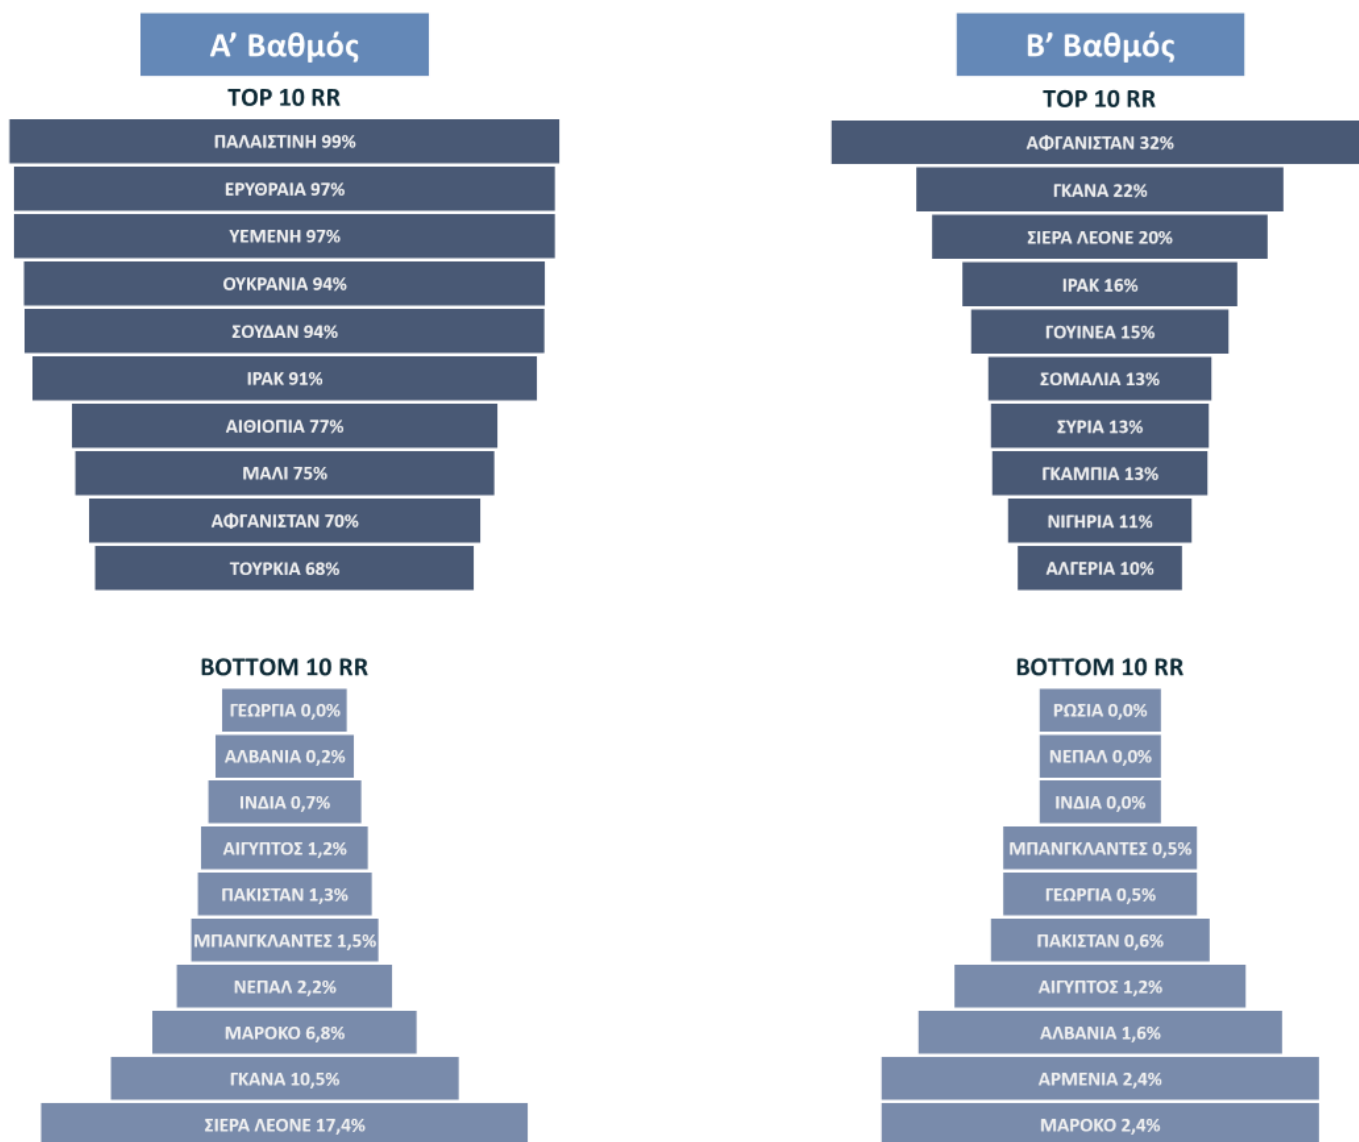 Α’ Βαθμός
TOP 10 RR
ΠΑΛΑΙΣΤΙΝΗ 99%
ΕΡΥΘΡΑΙΑ 97%
ΥΕΜΕΝΗ 97%
ΟΥΚΡΑΝΙΑ 94%
ΣΟΥΔΑΝ 94%
ΙΡΑΚ 91%
ΑΙΘΙΟΠΙΑ 77%
ΜΑΛΙ 75%
ΑΦΓΑΝΙΣΤΑΝ 70%
ΤΟΥΡΚΙΑ 68%
BOTTOM 10 RR
ΓΕΩΡΓΙΑ 0,0%
ΑΛΒΑΝΙΑ 0,2%
ΙΝΔΙΑ 0,7%
ΑΙΓΥΠΤΟΣ 1,2%
ΠΑΚΙΣΤΑΝ 1,3%
ΜΠΑΝΓΚΛΑΝΤΕΣ 1,5%
ΝΕΠΑΛ 2,2%
ΜΑΡΟΚΟ 6,8%
ΓΚΑΝΑ 10,5%
ΣΙΕΡΑ ΛΕΟΝΕ 17,4%
Β’ Βαθμός
TOP 10 RR
ΑΦΓΑΝΙΣΤΑΝ 32%
ΓΚΑΝΑ 22%
ΣΙΕΡΑ ΛΕΟΝΕ 20%
ΙΡΑΚ 16%
ΓΟΥΙΝΕΑ 15%
ΣΟΜΑΛΙΑ 13%
ΣΥΡΙΑ 13%
ΓΚΑΜΠΙΑ 13%
ΝΙΓΗΡΙΑ 11%
ΑΛΓΕΡΙΑ 10%
BOTTOM 10 RR
ΡΩΣΙΑ 0,0%
ΝΕΠΑΛ 0,0%
ΙΝΔΙΑ 0,0%
ΜΠΑΝΓΚΛΑΝΤΕΣ 0,5%
ΓΕΩΡΓΙΑ 0,5%
ΠΑΚΙΣΤΑΝ 0,6%
ΑΙΓΥΠΤΟΣ 1,2%
ΑΛΒΑΝΙΑ 1,6%
ΑΡΜΕΝΙΑ 2,4%
ΜΑΡΟΚΟ 2,4%